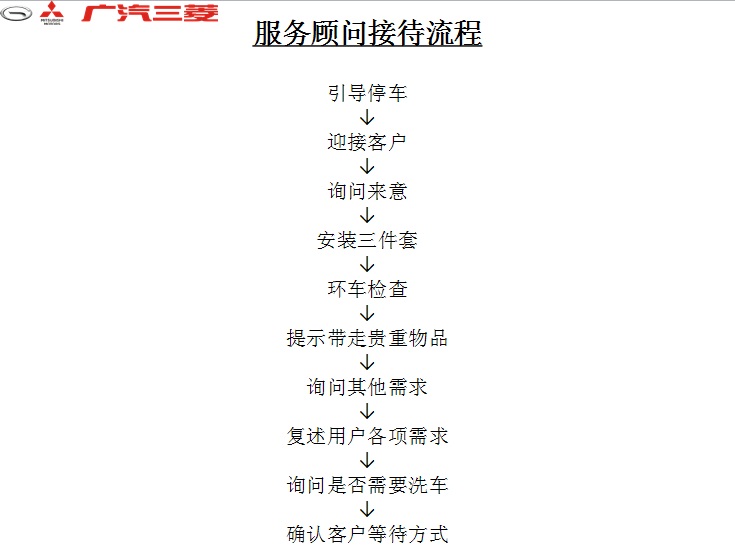 MITSUBISHI
MOTORS
广汽三菱
服务顾问接待流程
引导停车
↓
迎接客户
↓
询问来意
↓
安装三件套
↓
环车检查
↓
提示带走贵重物品
↓
询问其他需求
↓
复述用户各项需求
↓
询问是否需要洗车
↓
确认客户等待方式